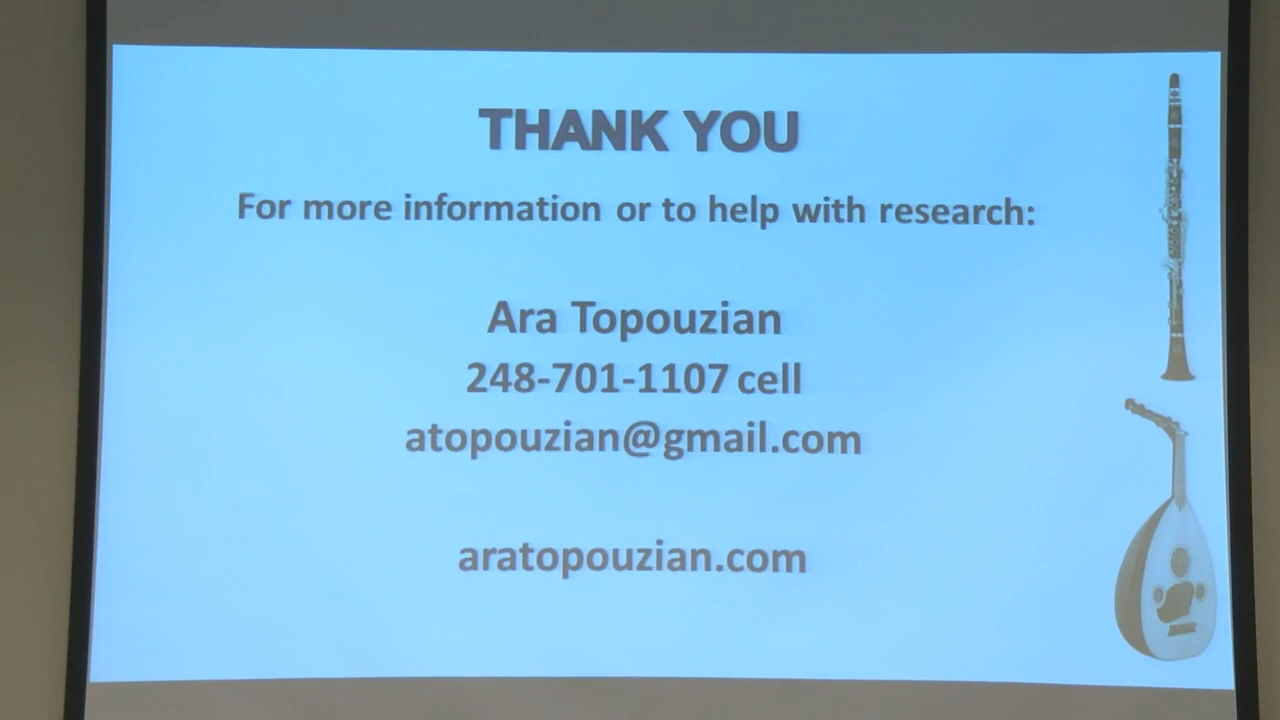 THANK YOU
For more information or to help with research:
Ara Topouzian
248-701-1107 cell
atopouzian@gmail.com
aratopouzian.com